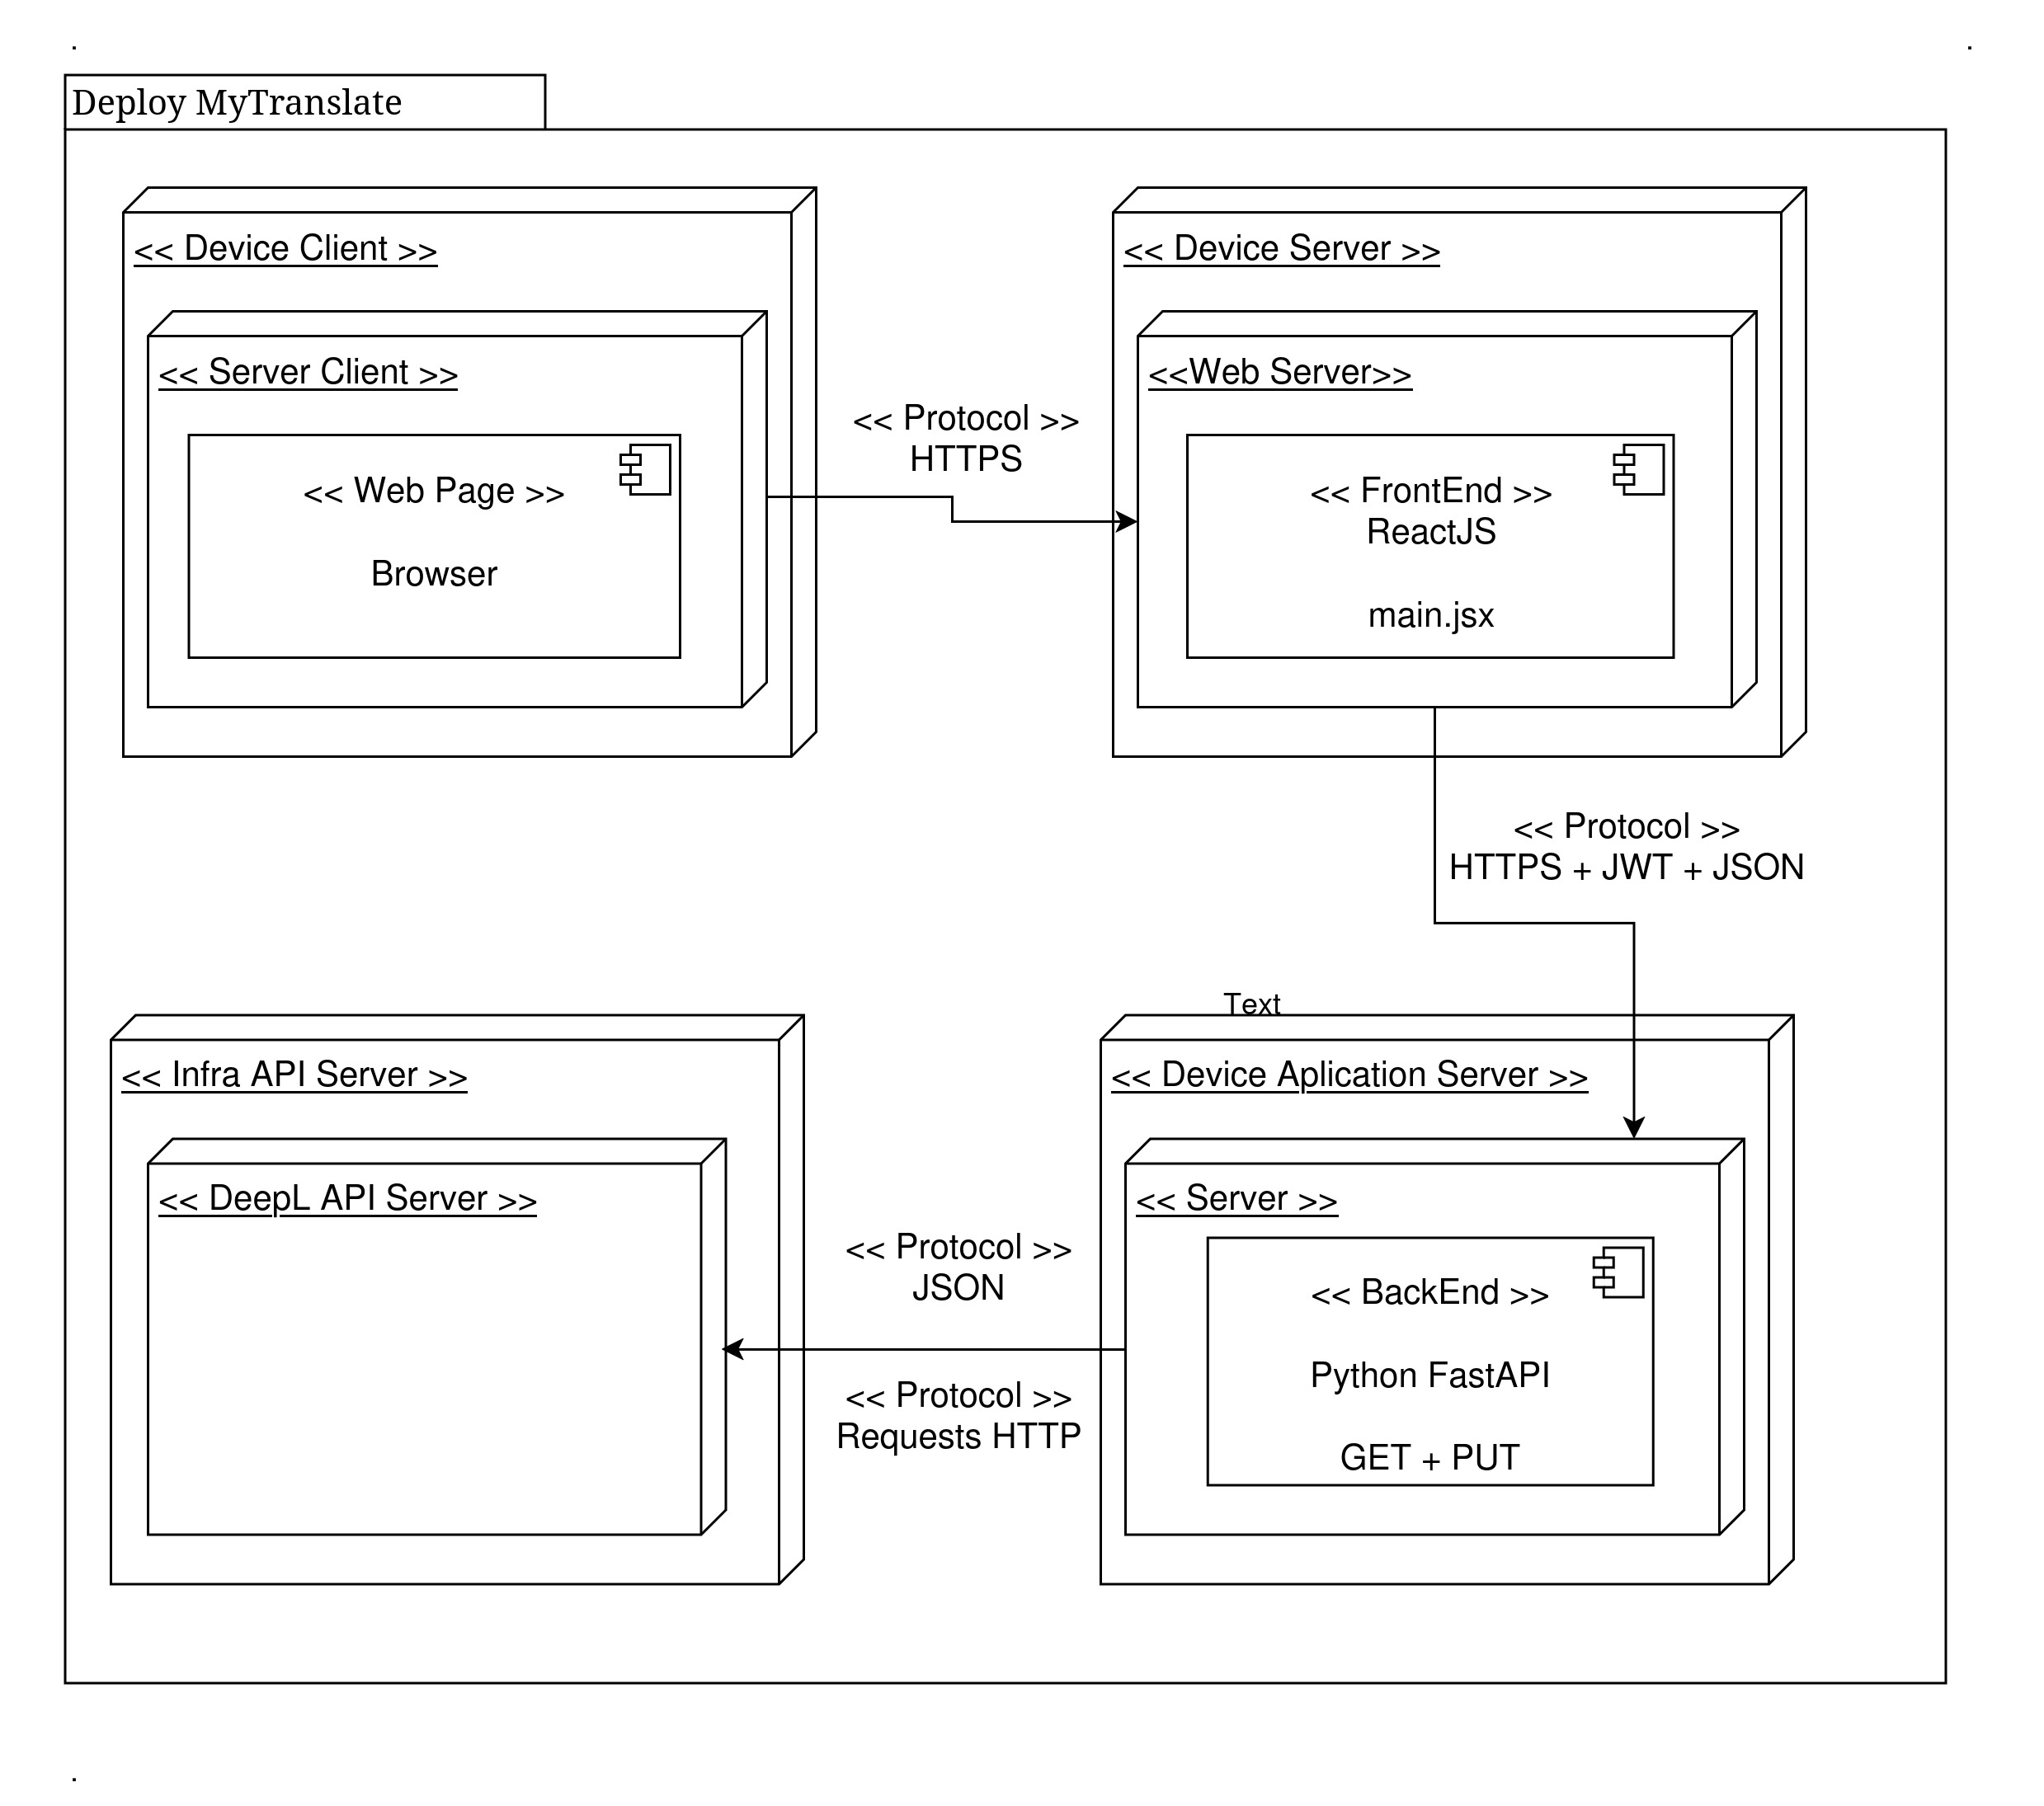 Deploy MyTranslate
<< Device Client >>
<< Server Client >>
<< Web Page >>
Browser
<< Protocol >>
HTTPS
<< Device Server >>
<<Web Server>>
<< FrontEnd >>
ReactJS
main.jsx
<< Protocol >>
HTTPS + JWT + JSON
<< Infra API Server >>
<< DeepL API Server >>
<< Protocol >>
JSON
<< Protocol >>
Requests HTTP
Text
<< Device Aplication Server >>
<< Server >>
<< BackEnd >>
Python FastAPI
GET + PUT